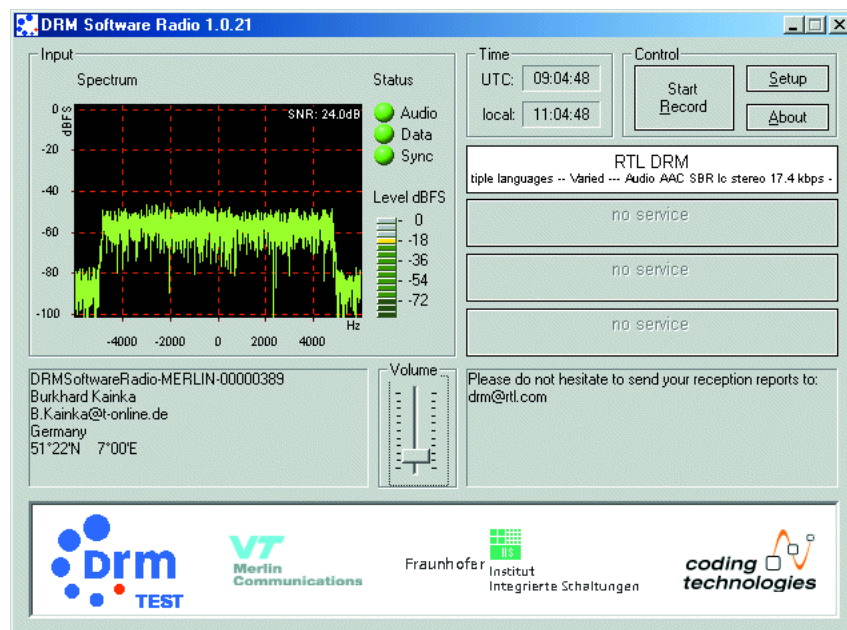 DRM Software Radio 1.0.21
Input
Spectrum
SNR: 24.0dB
0
-20
-40
-60
-80
-100
dBFS
-4000 -2000 0 2000 4000
Hz
Status
Audio
Data
Sync
Level dBFS
0
-18
-36
-54
-72
Time
UTC: 09:04:48
local: 11:04:48
Control
Start
Record
Setup
About
RTL DRM
tiple languages -- Varied --- Audio AAC SBR lc stereo 17.4 kbps -
no service
no service
no service
DRMSoftwareRadio-MERLIN-00000389
Burkhard Kainka
B.Kainka@t-online.de
Germany
51°22'N 7°00'E
Volume
Please do not hesitate to send your reception reports to:
drm@rtl.com
Drm
TEST
VT
Merlin
Communications
Fraunhofer
IIS
Institut
Integrierte Schaltungen
coding
technologies